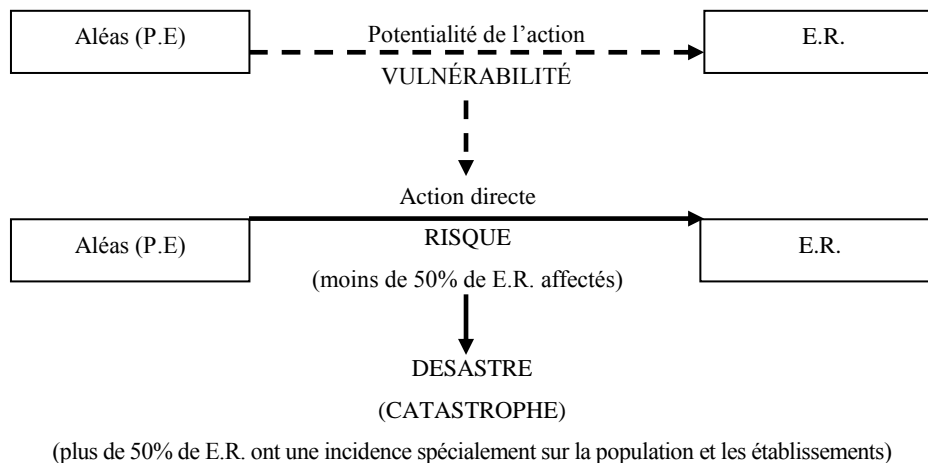 Aléas (P.E)
Potentialité de l’action
E.R.
VULNÉRABILITÉ
Action directe
Aléas (P.E)
RISQUE
E.R.
(moins de 50% de E.R. affectés)
DESASTRE
(CATASTROPHE)
(plus de 50% de E.R. ont une incidence spécialement sur la population et les établissements)